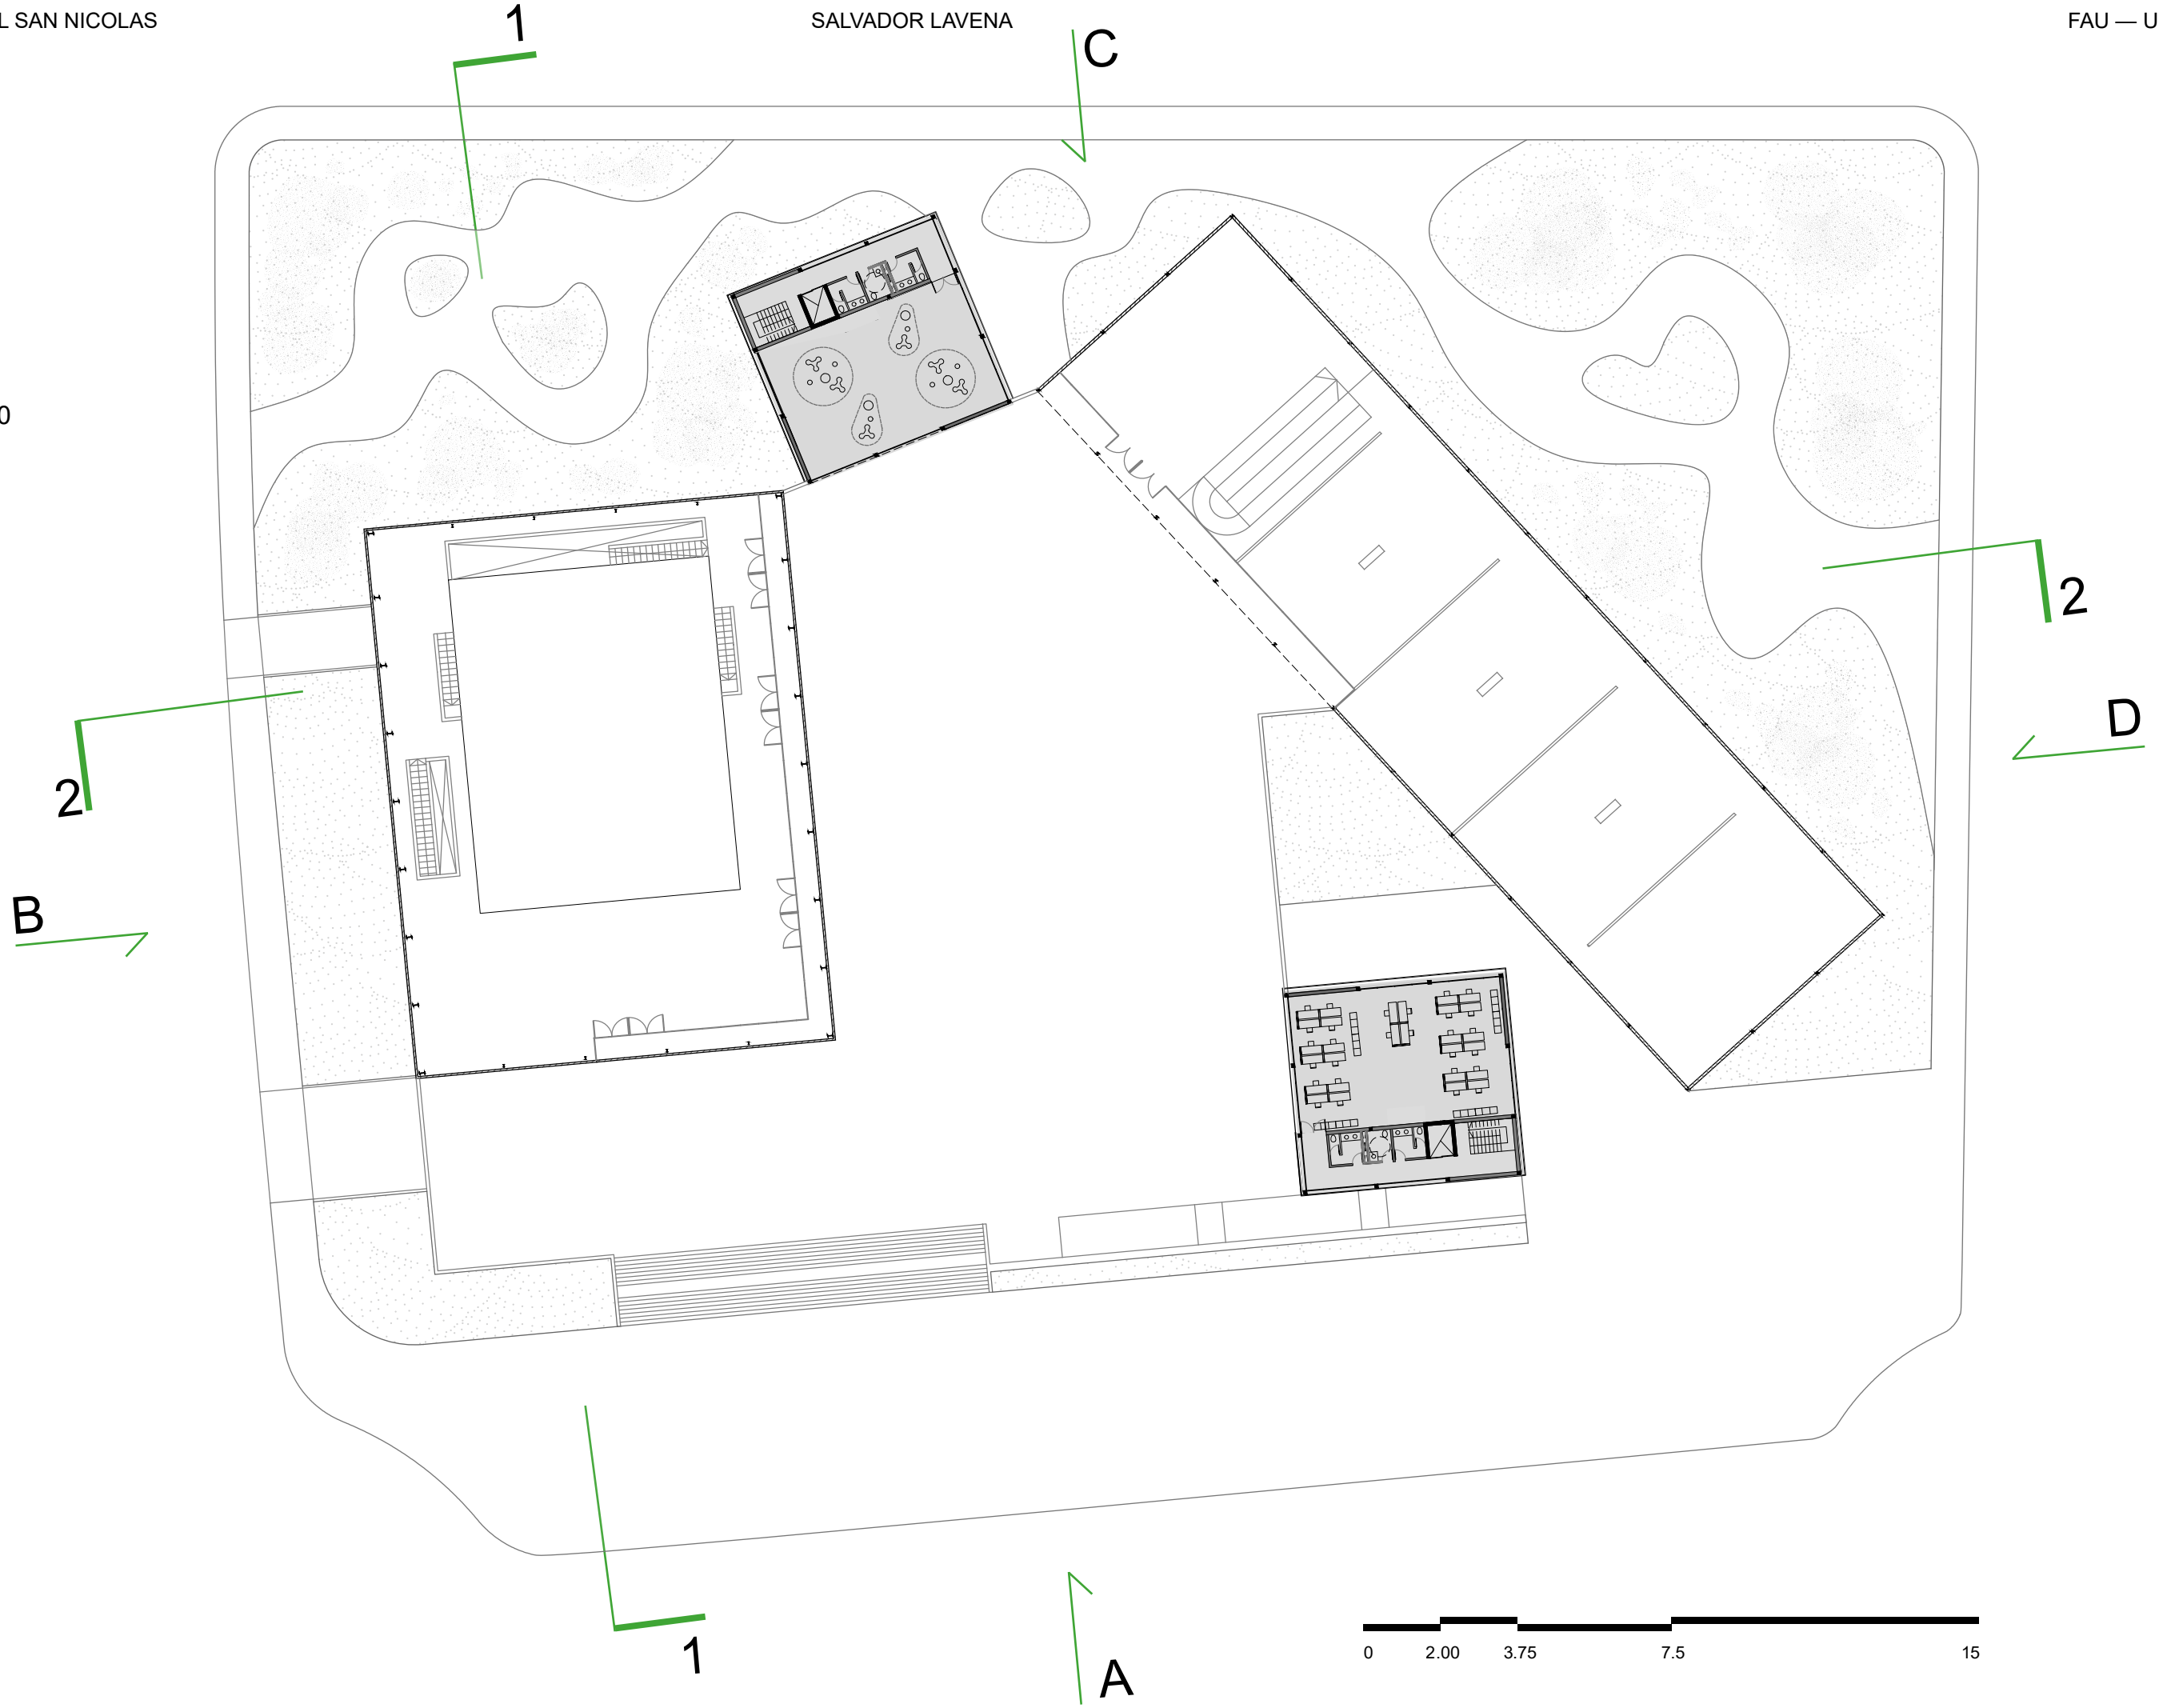 L SAN NICOLAS
SALVADOR LAVENA
FAU — U
1
C
0
2
D
2
B
1
A
0 2.00 3.75 7.5 15